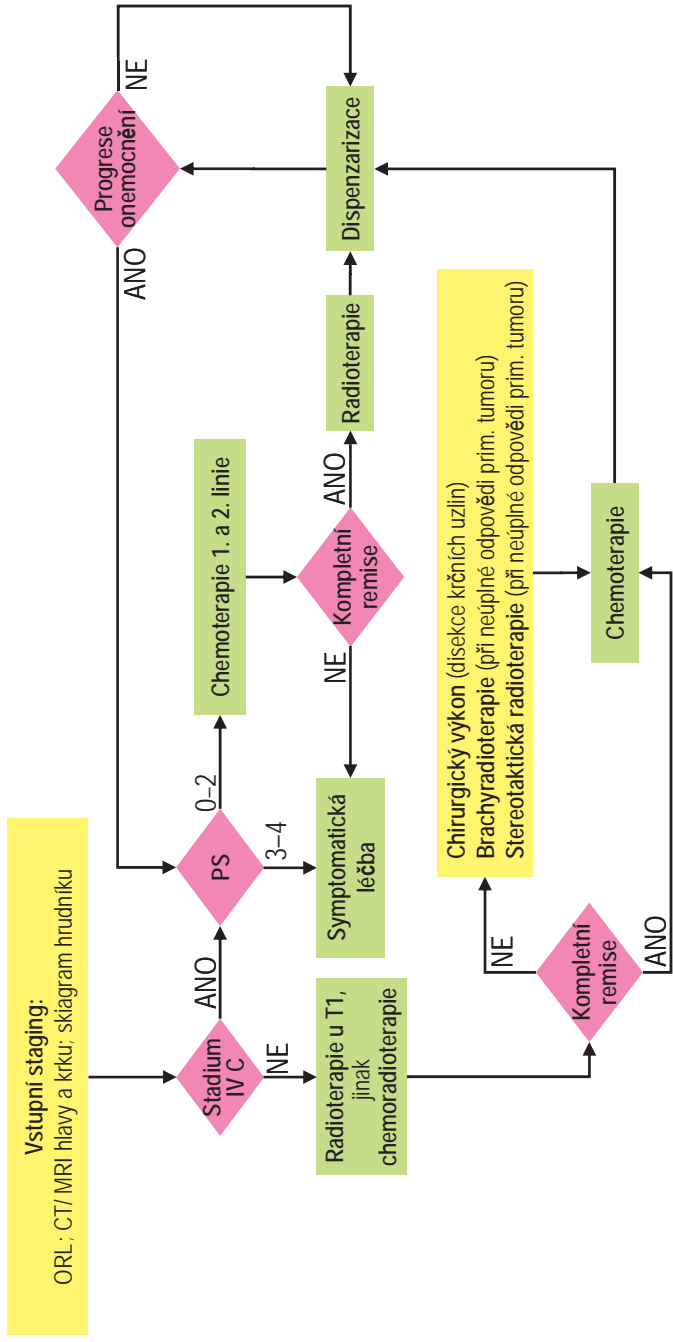 Vstupní staging:
ORL; CT/ MRI hlavy a krku; skiagram hrudníku
Stadium
IV C
ANO
NE
PS
0–2
3–4
Radioterapie u T1,
jinak
chemoradioterapie
Symptomatická
léčba
Chemoterapie 1. a 2. linie
Kompletní
remise
NE
ANO
Radioterapie
Dispenzarizace
Progrese
onemocnění
ANO
NE
Kompletní
remise
NE
ANO
Chirurgický výkon (disekce krčních uzlin)
Brachyradioterapie (při neúplné odpovědi prim. tumoru)
Stereotaktická radioterapie (při neúplné odpovědi prim. tumoru)
Chemoterapie